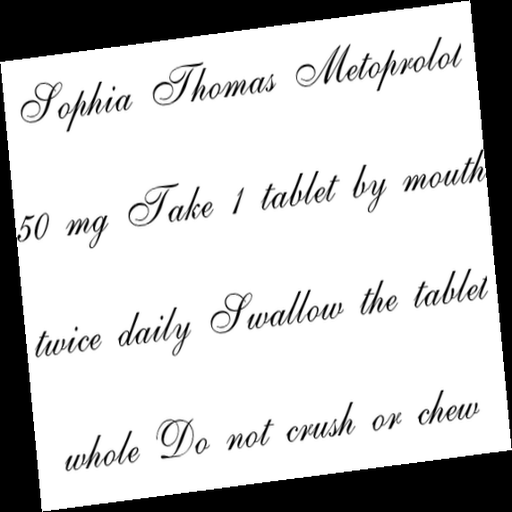 Sophia Thomas Metoprolol
50 mg Take 1 tablet by mouth
twice daily Swallow the tablet
whole Do not crush or chew